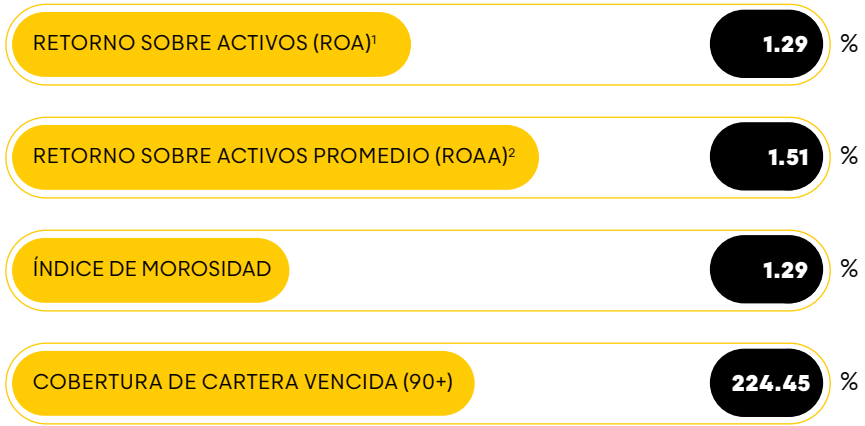 RETORNO SOBRE ACTIVOS (ROA)¹ 1.29 %
RETORNO SOBRE ACTIVOS PROMEDIO (ROAA)² 1.51 %
ÍNDICE DE MOROSIDAD 1.29 %
COBERTURA DE CARTERA VENCIDA (90+) 224.45 %